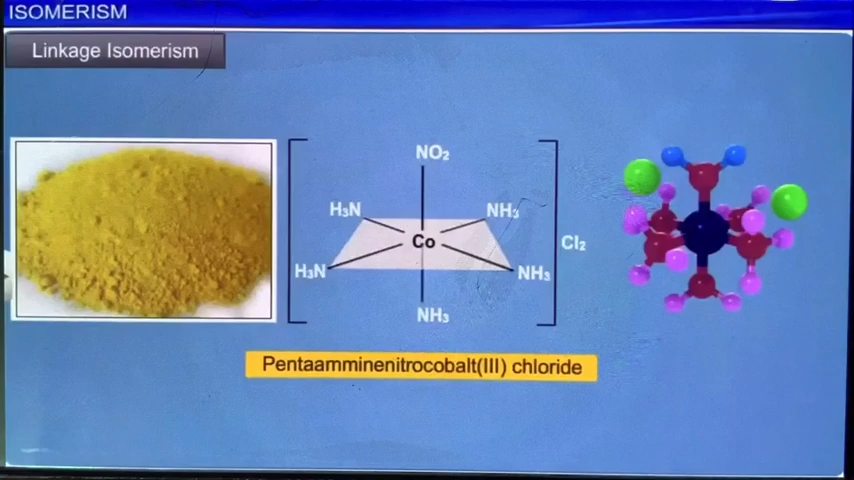 ISOMERISM
Linkage Isomerism
NO₂
H₃N
NH₃
Co
Cl₂
H₃N
NH₃
NH₃
Pentaamminenitrocobalt(III) chloride